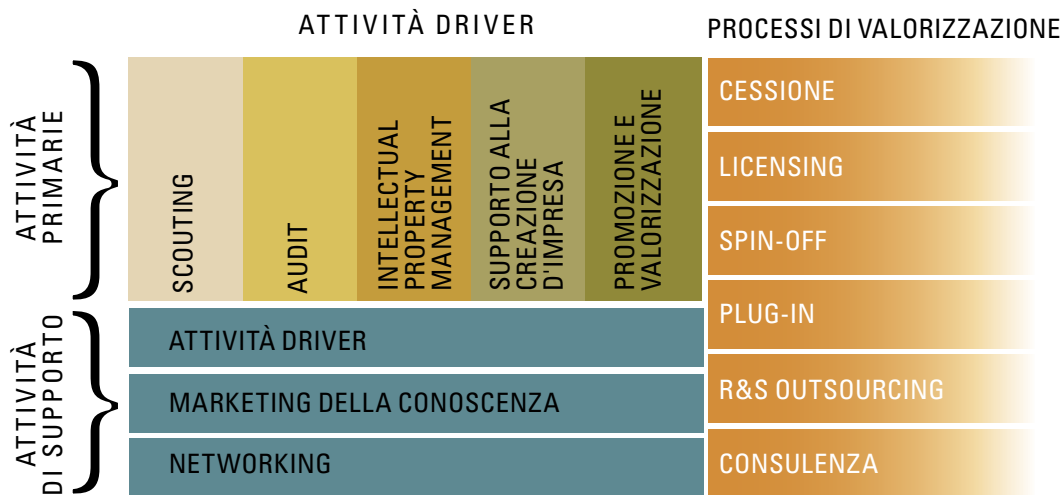 ATTIVITÀ DRIVER
PROCESSI DI VALORIZZAZIONE
ATTIVITÀ
PRIMARIE
SCOUTING
AUDIT
INTELLECTUAL
PROPERTY
MANAGEMENT
SUPPORTO ALLA
CREAZIONE
D'IMPRESA
PROMOZIONE E
VALORIZZAZIONE
ATTIVITÀ
DI SUPPORTO
ATTIVITÀ DRIVER
MARKETING DELLA CONOSCENZA
NETWORKING
CESSIONE
LICENSING
SPIN-OFF
PLUG-IN
R&S OUTSOURCING
CONSULENZA